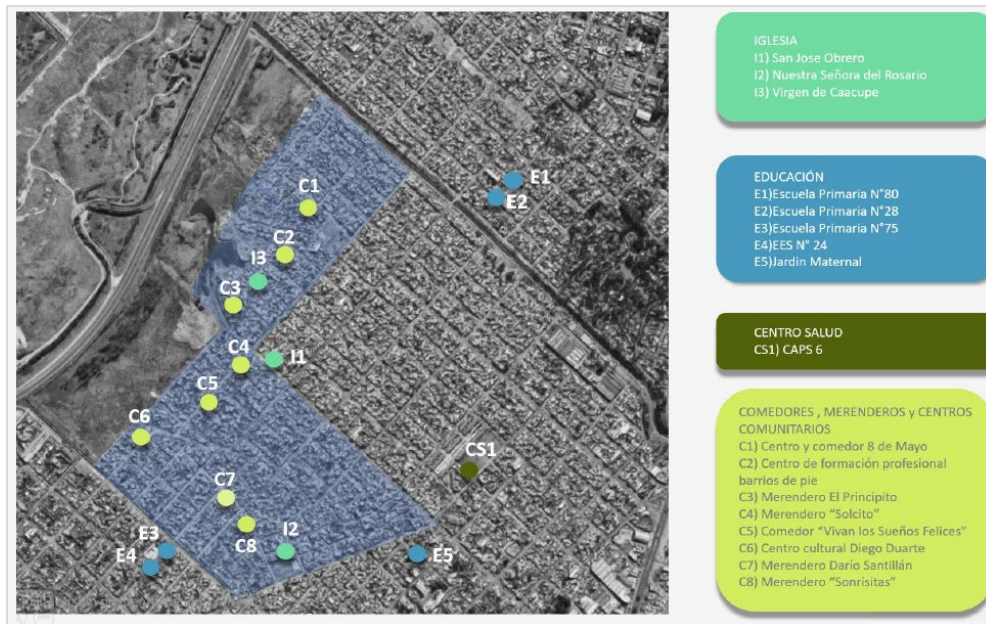 C1
C2
I3
C3
C4
I1
C5
C6
C7
C8
I2
E1
E2
CS1
E3
E4
E5
IGLESIA
I1) San Jose Obrero
I2) Nuestra Señora del Rosario
I3) Virgen de Caacupe
EDUCACIÓN
E1)Escuela Primaria N°80
E2)Escuela Primaria N°28
E3)Escuela Primaria N°75
E4)EES N° 24
E5)Jardin Maternal
CENTRO SALUD
CS1) CAPS 6
COMEDORES , MERENDEROS y CENTROS
COMUNITARIOS
C1) Centro y comedor 8 de Mayo
C2) Centro de formación profesional
barrios de pie
C3) Merendero El Principito
C4) Merendero "Solcito"
C5) Comedor "Vivan los Sueños Felices"
C6) Centro cultural Diego Duarte
C7) Merendero Darío Santillán
C8) Merendero "Sonrisitas"